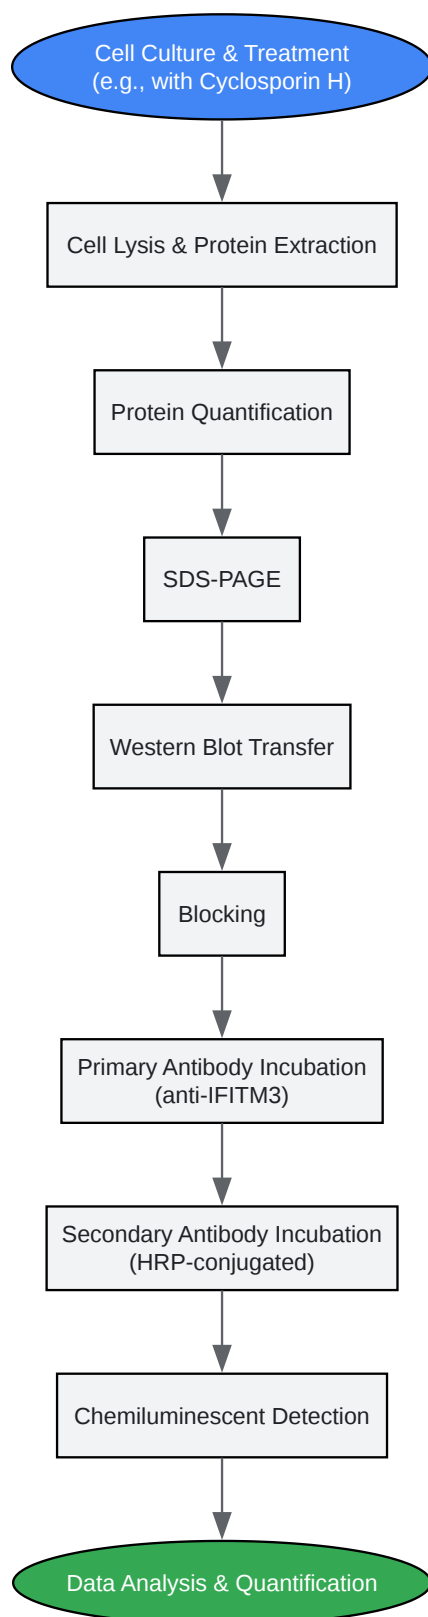 Cell Culture & Treatment
(e.g., with Cyclosporin H)
Cell Lysis & Protein Extraction
Protein Quantification
SDS-PAGE
Western Blot Transfer
Blocking
Primary Antibody Incubation
(anti-IFITM3)
Secondary Antibody Incubation
(HRP-conjugated)
Chemiluminescent Detection
Data Analysis & Quantification